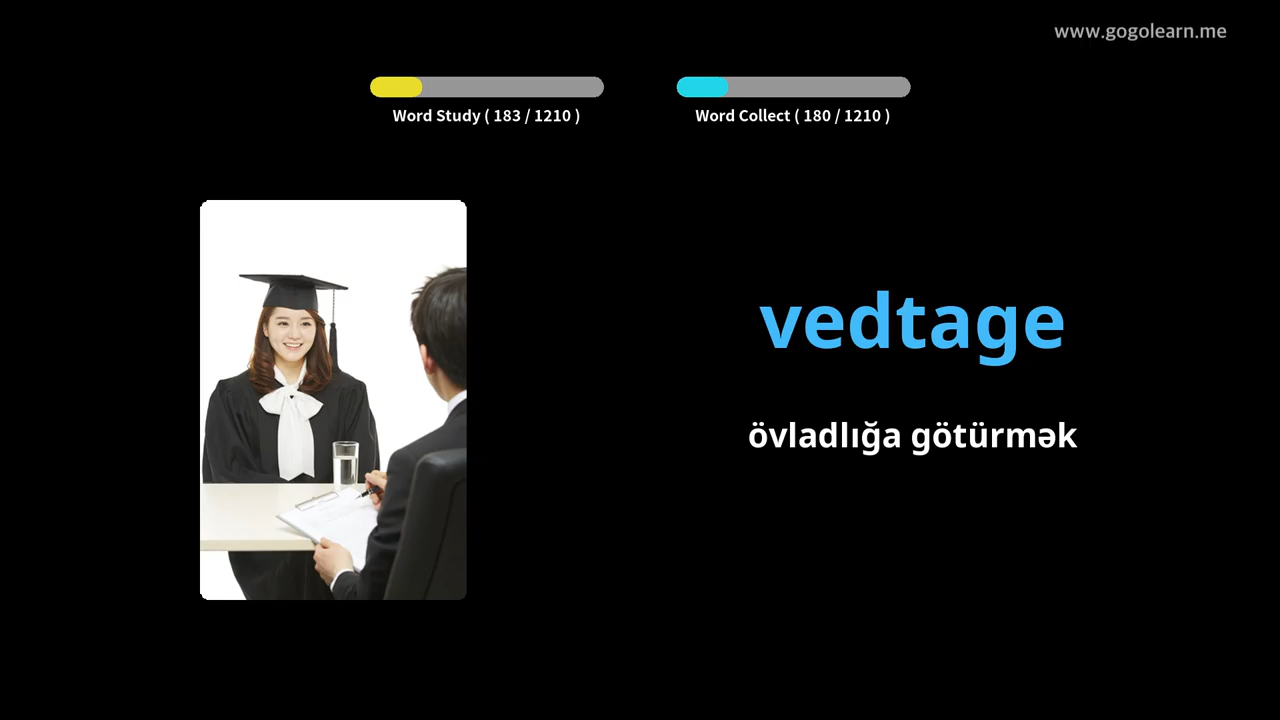 www.gogolearn.me
Word Study ( 183 / 1210 )
Word Collect ( 180 / 1210 )
vedtage
övladlığa götürmək